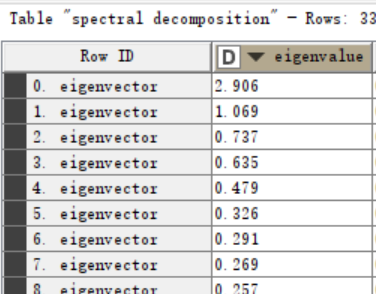 Table "spectral decomposition" - Rows: 33
Row ID D eigenvalue
0. eigenvector 2.906
1. eigenvector 1.069
2. eigenvector 0.737
3. eigenvector 0.635
4. eigenvector 0.479
5. eigenvector 0.326
6. eigenvector 0.291
7. eigenvector 0.269
8 eigenvector 0.257